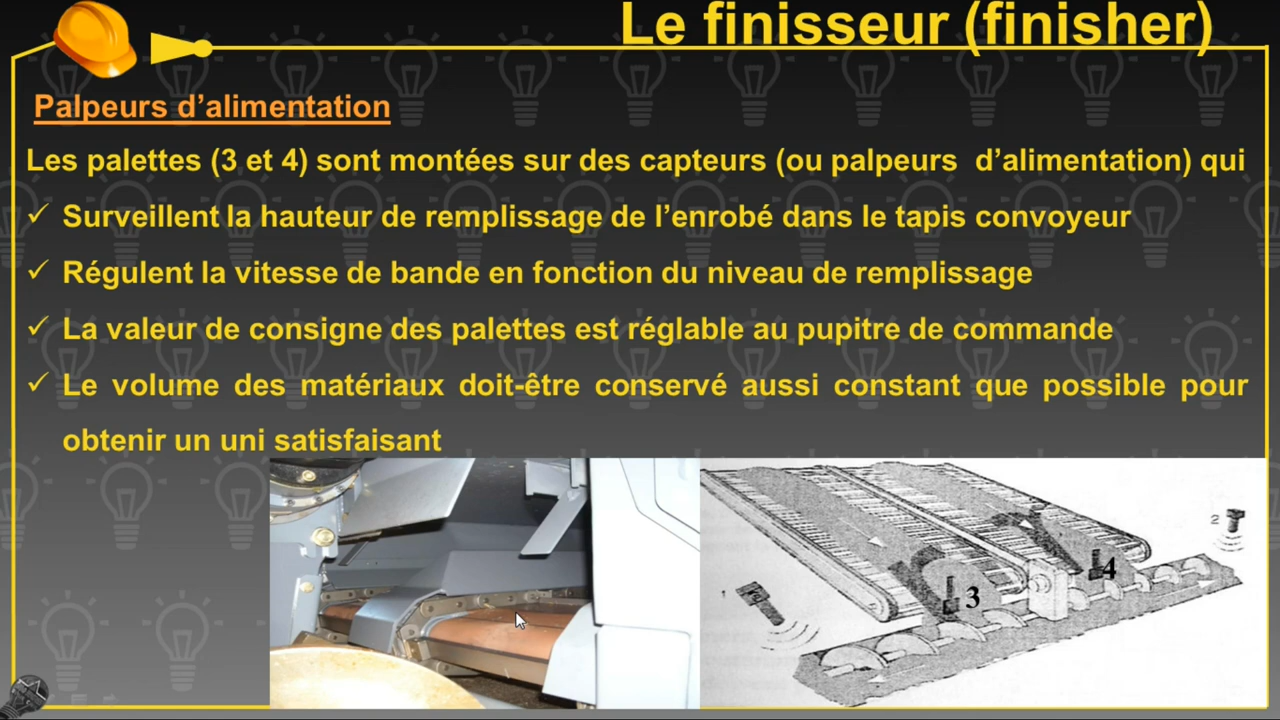 Le finisseur (finisher)
Palpeurs d’alimentation
Les palettes (3 et 4) sont montées sur des capteurs (ou palpeurs d’alimentation) qui
✓ Surveillent la hauteur de remplissage de l’enrobé dans le tapis convoyeur
✓ Régulent la vitesse de bande en fonction du niveau de remplissage
✓ La valeur de consigne des palettes est réglable au pupitre de commande
✓ Le volume des matériaux doit-être conservé aussi constant que possible pour
obtenir un uni satisfaisant
2
4
3
1